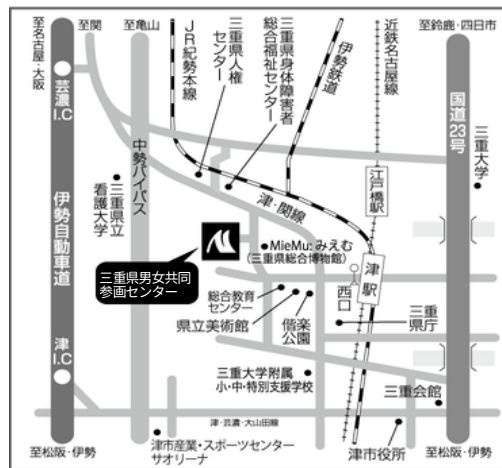 至名古屋・大阪
至関
至亀山
至鈴鹿・四日市
芸濃
I.C
JR紀勢本線
三重県人権
センター
三重県身体障害者
総合福祉センター
伊勢鉄道
近鉄名古屋線
国道23号
三重大学
中勢バイパス
三重県立
看護大学
江戸橋駅
津・関線
伊勢自動車道
MieMu:みえむ
(三重県総合博物館)
三重県男女共同
参画センター
津駅
西口
総合教育
センター
県立美術館
偕楽
公園
三重
県庁
津
I.C
三重大学附属
小・中・特別支援学校
三重会館
津・芸濃・大山田線
至松阪・伊勢
津市産業・スポーツセンター
サオリーナ
津市役所
至松阪・伊勢